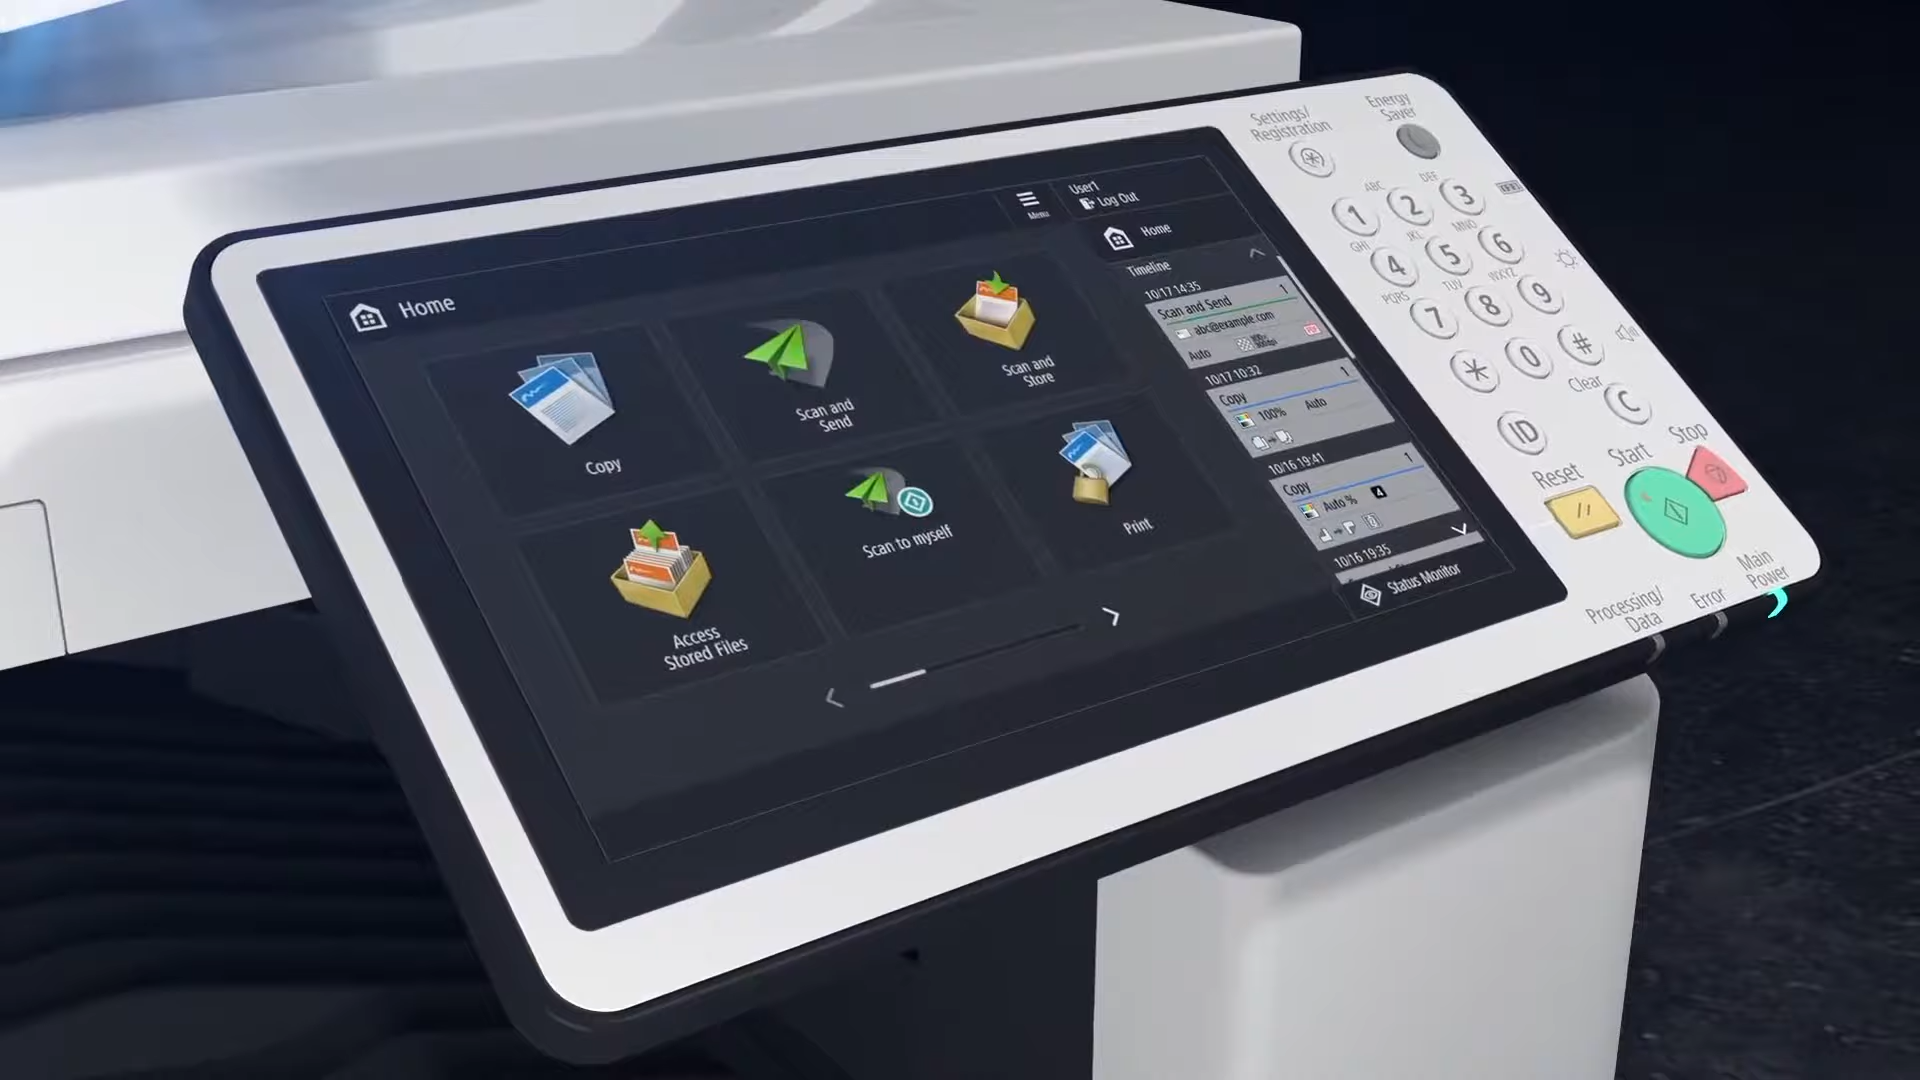 Settings/
Registration
Energy
Saver
Menu
User1
Log Out
Home
Home
Copy
Scan and
Send
Scan and
Store
Access
Stored Files
Scan to myself
Print
Timeline
10/17 14:35
Scan and Send 1
abc@example.com
Auto
10/17 10:32
Copy 1
100% Auto
10/16 19:41
Copy 1
Auto % 4
10/16 19:35
Status Monitor
ABC DEF
1 2 3
GHI JKL MNO
4 5 6
PQRS TUV WXYZ
7 8 9
* 0 #
Clear
ID C
Reset
Start
Stop
Processing/
Data
Error
Main
Power